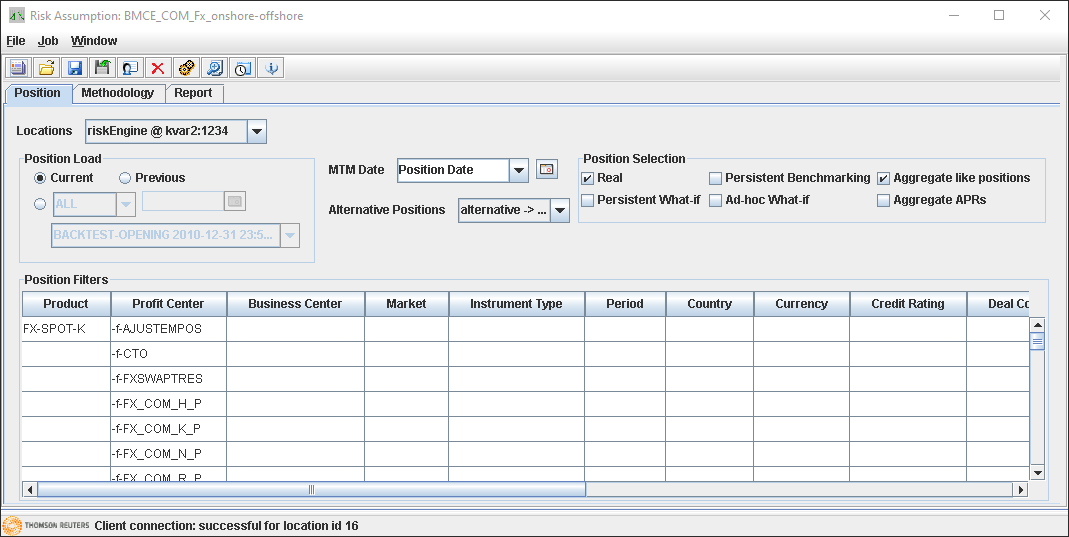 Risk Assumption: BMCE_COM_Fx_onshore-offshore
File Job Window
Position Methodology Report
Locations riskEngine @ kvar2:1234
Position Load
Current Previous
ALL
BACKTEST-OPENING 2010-12-31 23:5...
MTM Date Position Date
Alternative Positions alternative -> ...
Position Selection
Real Persistent Benchmarking Aggregate like positions
Persistent What-if Ad-hoc What-if Aggregate APRs
Position Filters
Product Profit Center Business Center Market Instrument Type Period Country Currency Credit Rating Deal Co
FX-SPOT-K -f-AJUSTEMPOS
-f-CTO
-f-FXSWAPTRES
-f-FX_COM_H_P
-f-FX_COM_K_P
-f-FX_COM_N_P
-f-FX_COM_R_P
THOMSON REUTERS Client connection: successful for location id 16